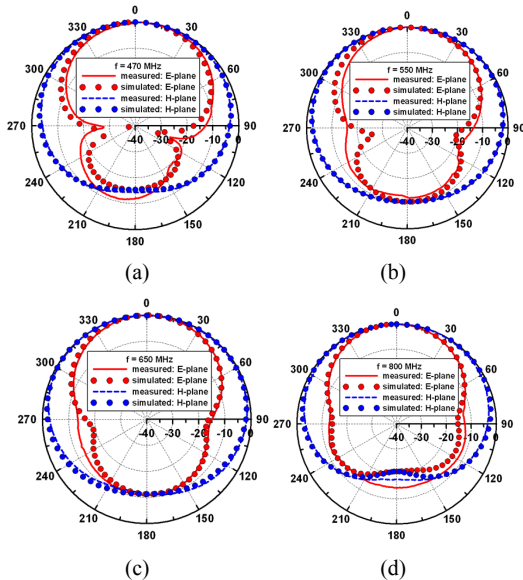 0
330
30
300
f = 470 MHz
measured: E-plane
simulated: E-plane
measured: H-plane
simulated: H-plane
270
90
-40 -30 -20 -10 0
240
120
210
150
180
(a)
0
330
30
300
f = 550 MHz
measured: E-plane
simulated: E-plane
measured: H-plane
simulated: H-plane
270
90
-40 -30 -20 -10 0
240
120
210
150
180
(b)
0
330
30
300
f = 650 MHz
measured: E-plane
simulated: E-plane
measured: H-plane
simulated: H-plane
270
90
-40 -30 -20 -10 0
240
120
210
150
180
(c)
0
330
30
300
f = 800 MHz
measured: E-plane
simulated: E-plane
measured: H-plane
simulated: H-plane
270
90
-40 -30 -20 -10 0
240
120
210
150
180
(d)